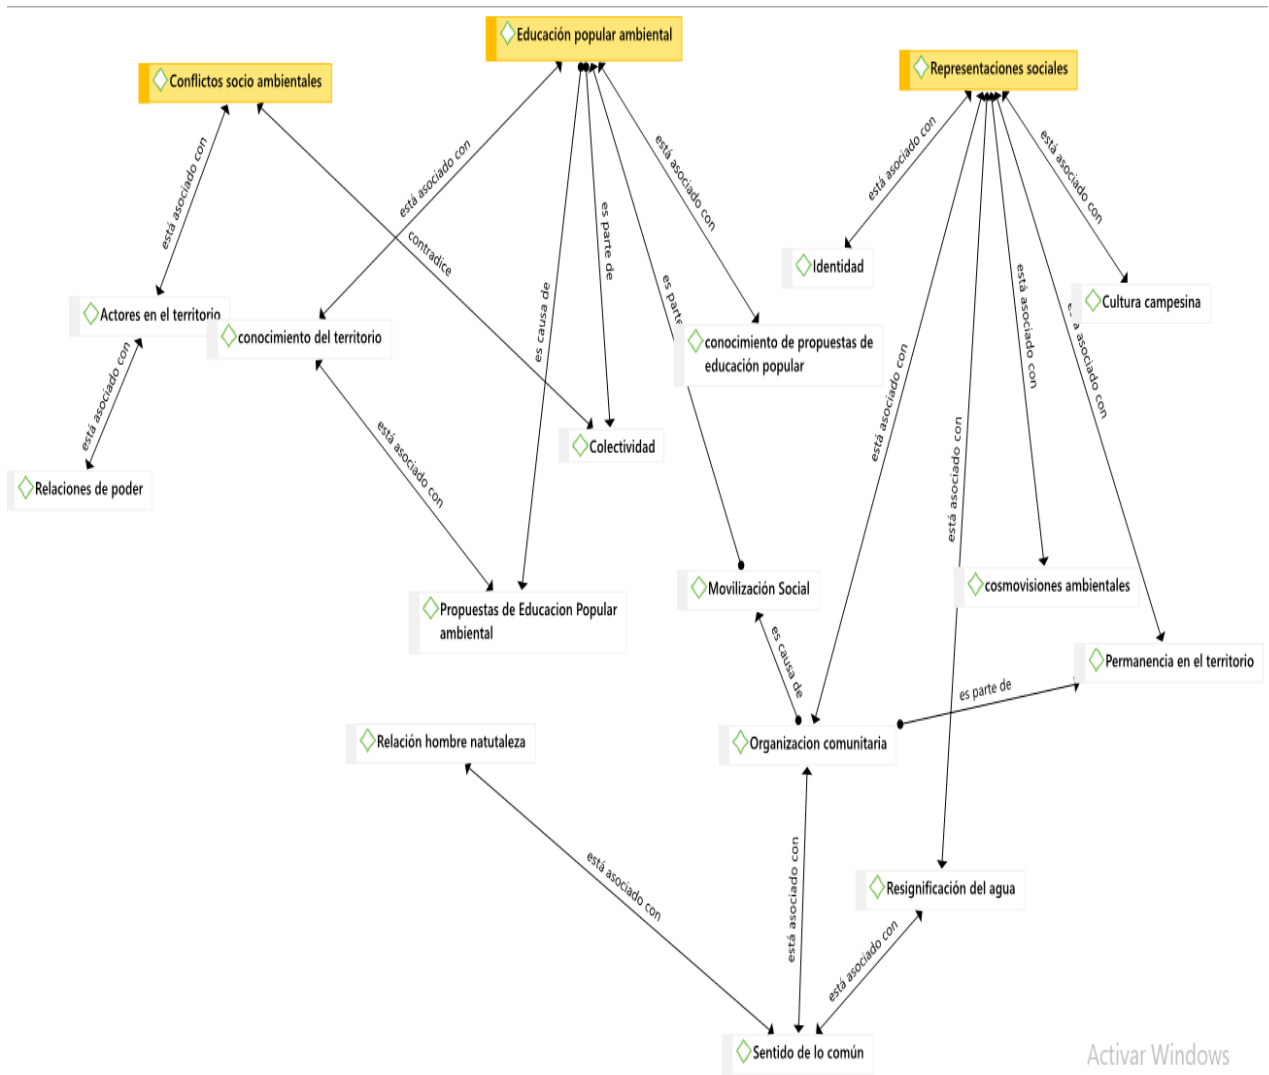 Educación popular ambiental
Conflictos socio ambientales
Representaciones sociales
está asociado con
está asociado con
está asociado con
está asociado con
está asociado con
contradice
es parte de
es causa de
es parte
Identidad
está asociado con
está asociado con
Cultura campesina
Actores en el territorio
conocimiento del territorio
conocimiento de propuestas de
educación popular
está asociado con
está asociado con
está asociado con
está asociado con
Colectividad
Relaciones de poder
Movilización Social
cosmovisiones ambientales
Propuestas de Educacion Popular
ambiental
es causa de
Permanencia en el territorio
es parte de
Relación hombre natutaleza
Organizacion comunitaria
está asociado con
está asociado con
Resignificación del agua
está asociado con
Sentido de lo común
Activar Windows